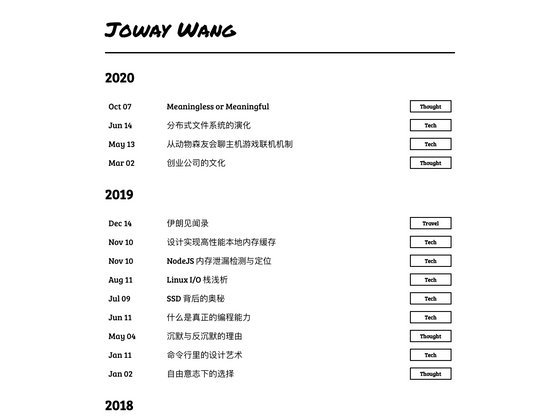 Joway Wang
2020
Oct 07 Meaningless or Meaningful Thought
Jun 14 分布式文件系统的演化 Tech
May 13 从动物森友会聊主机游戏联机机制 Tech
Mar 02 创业公司的文化 Thought
2019
Dec 14 伊朗见闻录 Travel
Nov 10 设计实现高性能本地内存缓存 Tech
Nov 10 NodeJS 内存泄漏检测与定位 Tech
Aug 11 Linux I/O 栈浅析 Tech
Jul 09 SSD 背后的奥秘 Tech
Jun 11 什么是真正的编程能力 Tech
May 04 沉默与反沉默的理由 Thought
Jan 11 命令行里的设计艺术 Tech
Jan 02 自由意志下的选择 Thought
2018